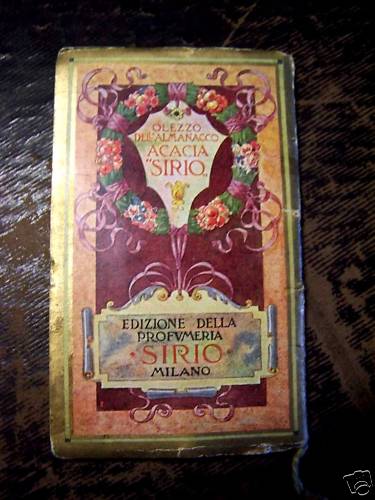 OLEZZO
DELL'ALMANACCO
ACACIA
"SIRIO„
EDIZIONE DELLA
PROFVMERIA
·SIRIO·
MILANO